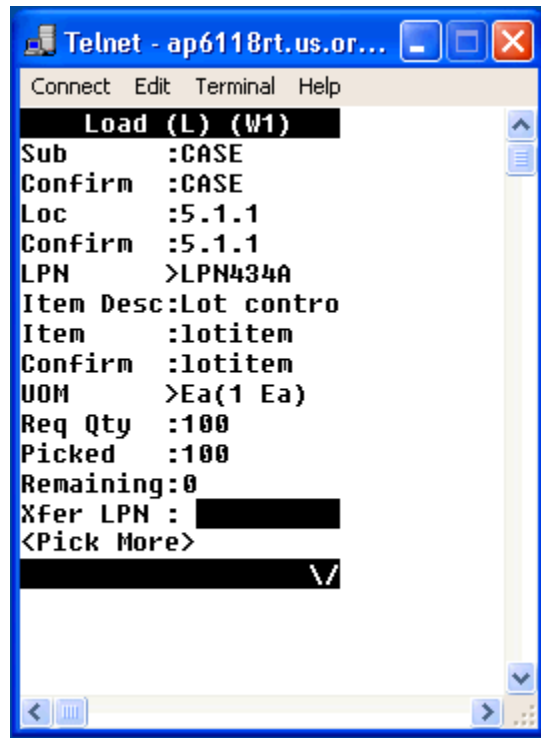 Telnet - ap6118rt.us.or...
Connect Edit Terminal Help
Load (L) (W1)
Sub :CASE
Confirm :CASE
Loc :5.1.1
Confirm :5.1.1
LPN >LPN434A
Item Desc:Lot contro
Item :lotitem
Confirm :lotitem
UOM >Ea(1 Ea)
Req Qty :100
Picked :100
Remaining:0
Xfer LPN :
<Pick More>
\/